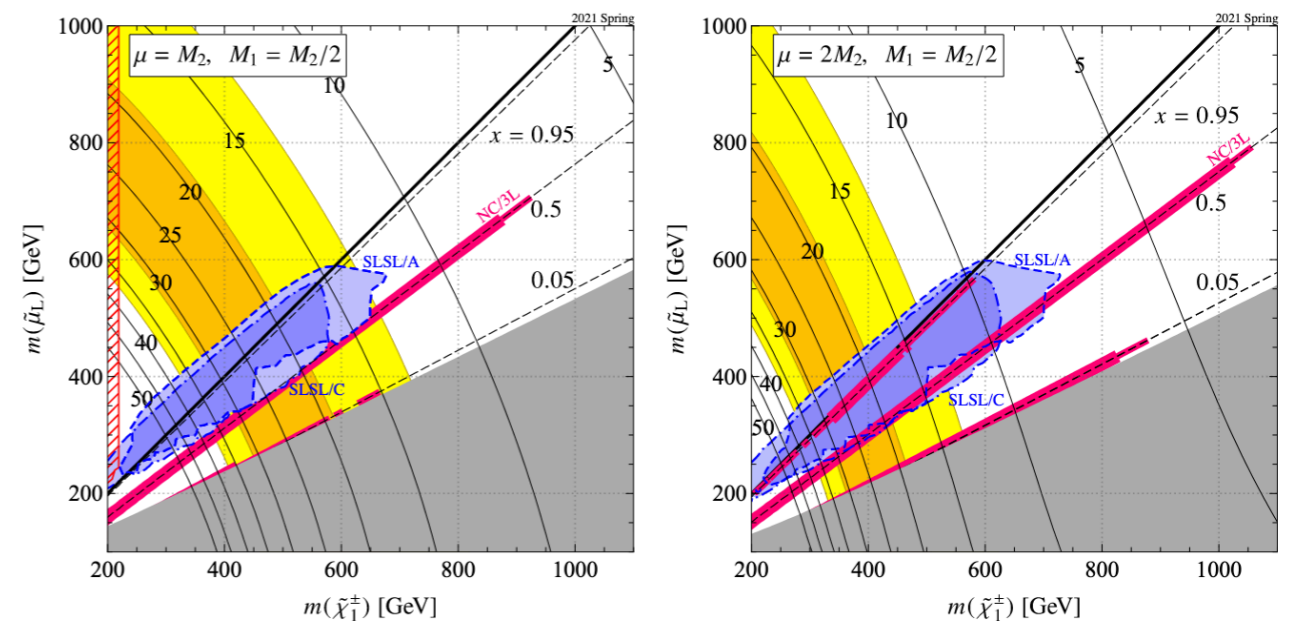 2021 Spring
μ = M₂, M₁ = M₂/2
1000
800
600
400
200
200
400
600
800
1000
m(μ̃_L) [GeV]
m(χ̃₁^±) [GeV]
5
10
15
20
25
30
40
50
x = 0.95
0.5
0.05
NC/3L
SLSL/A
SLSL/C
2021 Spring
μ = 2M₂, M₁ = M₂/2
1000
800
600
400
200
200
400
600
800
1000
m(μ̃_L) [GeV]
m(χ̃₁^±) [GeV]
5
10
15
20
30
40
50
x = 0.95
0.5
0.05
NC/3L
SLSL/A
SLSL/C